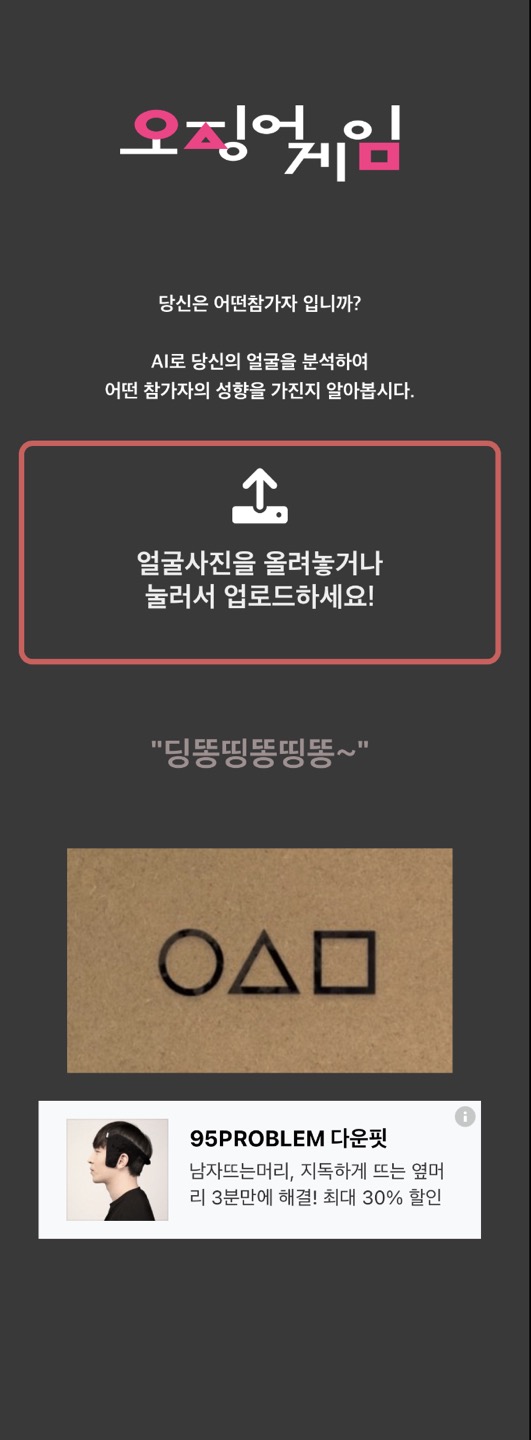 오징어게임
당신은 어떤참가자 입니까?
AI로 당신의 얼굴을 분석하여
어떤 참가자의 성향을 가진지 알아봅시다.
얼굴사진을 올려놓거나
눌러서 업로드하세요!
"딩똥띵똥띵똥~"
95PROBLEM 다운핏
남자뜨는머리, 지독하게 뜨는 옆머
리 3분만에 해결! 최대 30% 할인